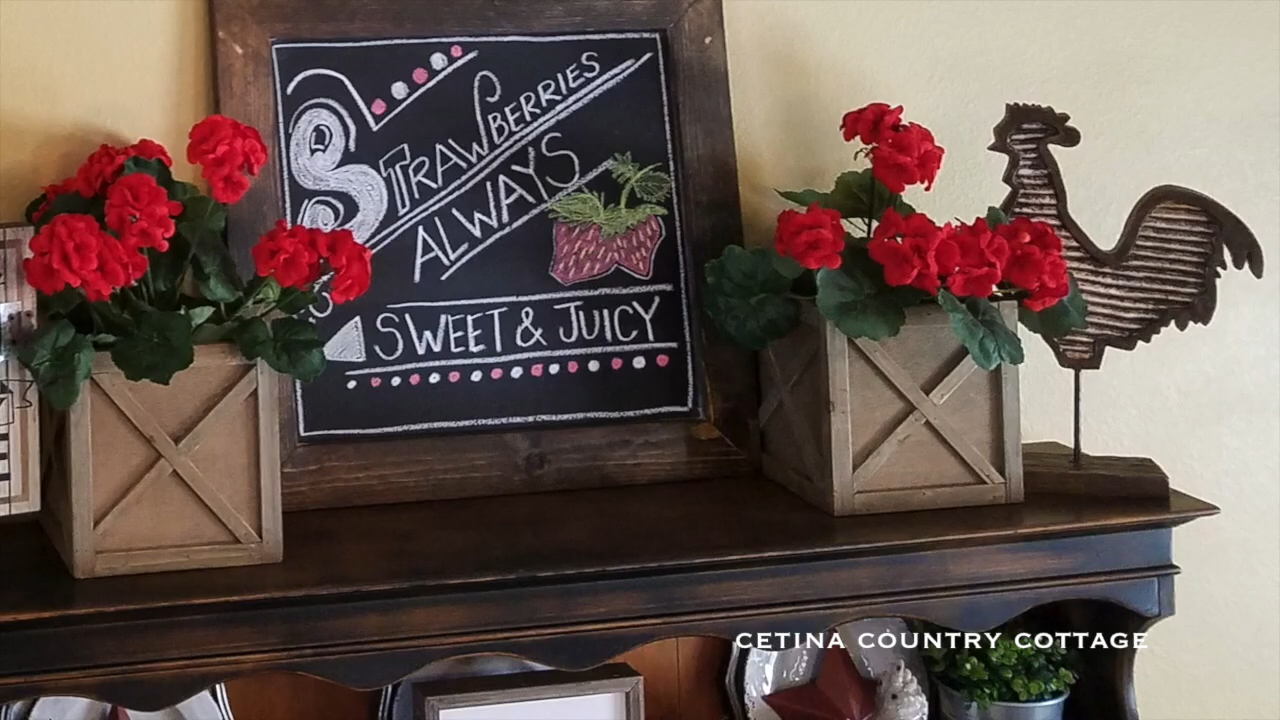 STRAWBERRIES
ALWAYS
SWEET & JUICY
CETINA COUNTRY COTTAGE